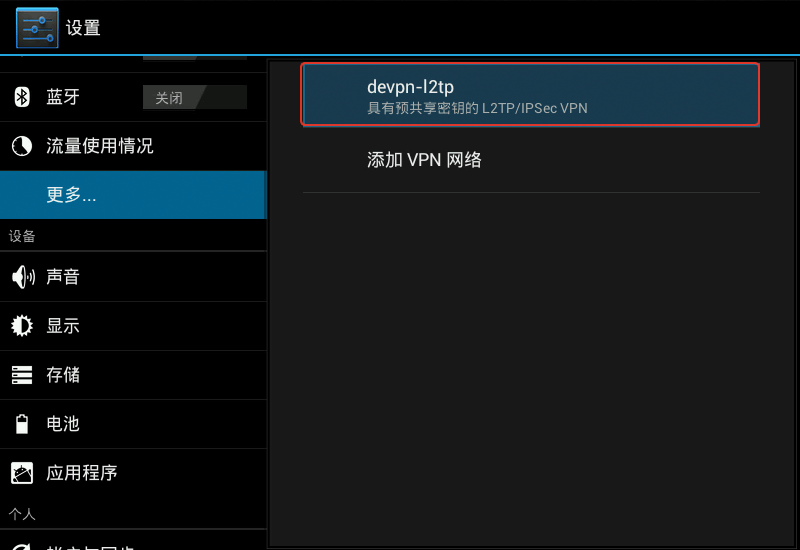 设置
蓝牙
关闭
流量使用情况
更多...
设备
声音
显示
存储
电池
应用程序
个人
devpn-l2tp
具有预共享密钥的 L2TP/IPSec VPN
添加 VPN 网络